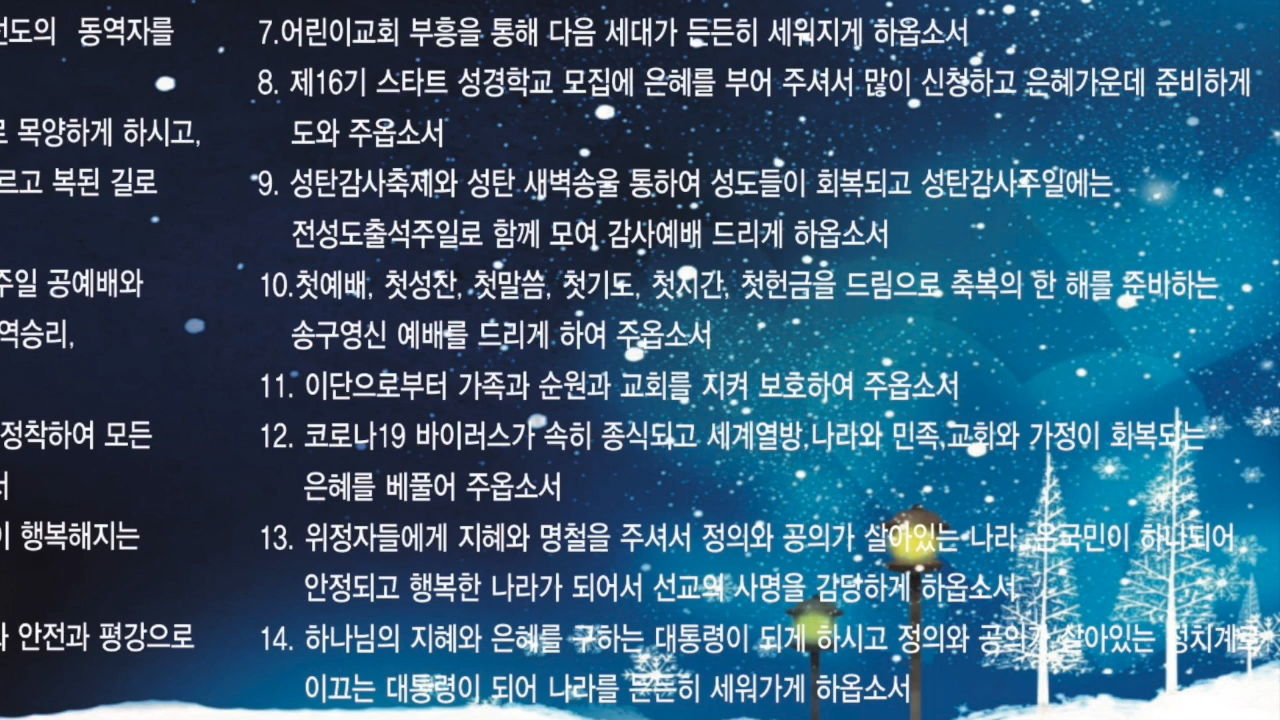 전도의 동역자를
로 목양하게 하시고,
르고 복된 길로
주일 공예배와
역승리,
정착하여 모든
서
이 행복해지는
와 안전과 평강으로
7.어린이교회 부흥을 통해 다음 세대가 든든히 세워지게 하옵소서
8. 제16기 스타트 성경학교 모집에 은혜를 부어 주셔서 많이 신청하고 은혜가운데 준비하게
도와 주옵소서
9. 성탄감사축제와 성탄 새벽송을 통하여 성도들이 회복되고 성탄감사주일에는
전성도출석주일로 함께 모여 감사예배 드리게 하옵소서
10.첫예배, 첫성찬, 첫말씀, 첫기도, 첫시간, 첫헌금을 드림으로 축복의 한 해를 준비하는
송구영신 예배를 드리게 하여 주옵소서
11. 이단으로부터 가족과 순원과 교회를 지켜 보호하여 주옵소서
12. 코로나19 바이러스가 속히 종식되고 세계열방,나라와 민족,교회와 가정이 회복되는
은혜를 베풀어 주옵소서
13. 위정자들에게 지혜와 명철을 주셔서 정의와 공의가 살아있는 나라, 온국민이 하나되어
안정되고 행복한 나라가 되어서 선교의 사명을 감당하게 하옵소서
14. 하나님의 지혜와 은혜를 구하는 대통령이 되게 하시고 정의와 공의가 살아있는 정치계로
이끄는 대통령이 되어 나라를 든든히 세워가게 하옵소서